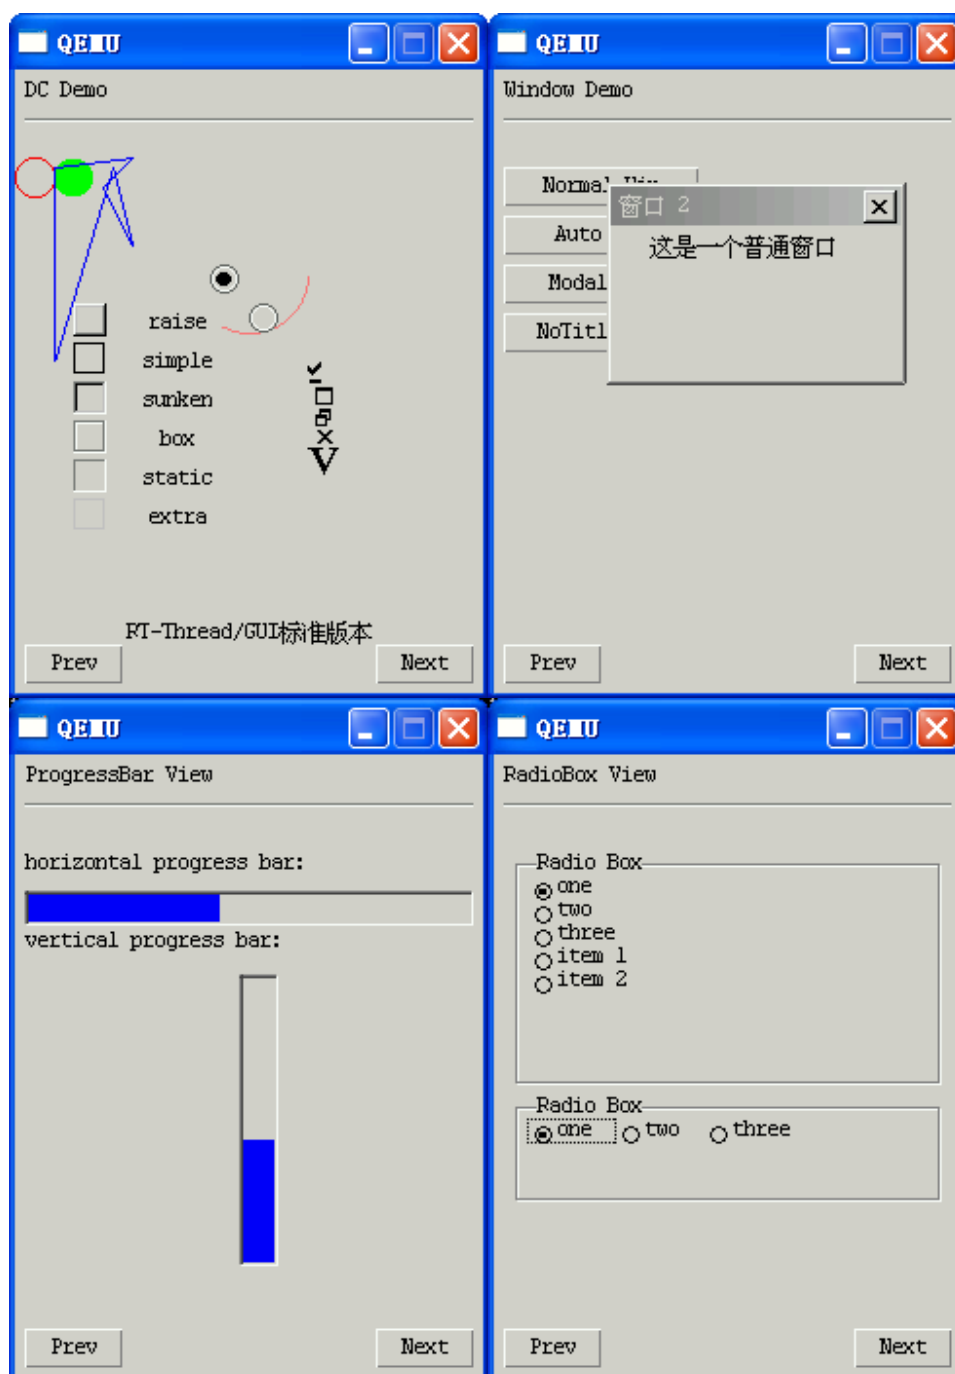 QEMU
DC Demo
raise
simple
sunken
box
static
V
extra
RT-Thread/GUI标准版本
Prev
Next
QEMU
Window Demo
Normal
Auto
Modal
NoTitl
窗口 2
这是一个普通窗口
Prev
Next
QEMU
ProgressBar View
horizontal progress bar:
vertical progress bar:
Prev
Next
QEMU
RadioBox View
Radio Box
one
two
three
item 1
item 2
Radio Box
one two three
Prev
Next